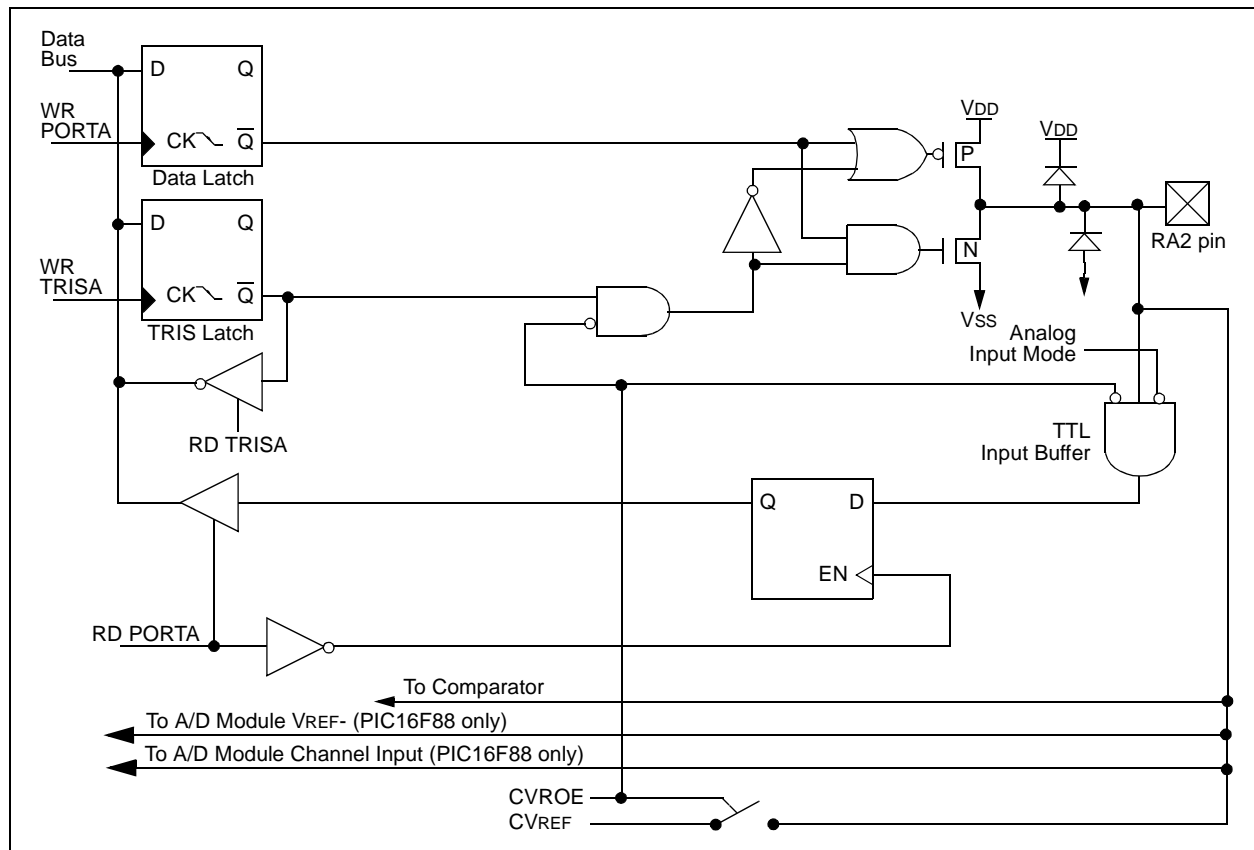 Data
Bus
D Q
WR
PORTA
CK Q
Data Latch
D Q
WR
TRISA
CK Q
TRIS Latch
RD TRISA
VDD
P
VDD
N
VSS
RA2 pin
Analog
Input Mode
TTL
Input Buffer
Q D
EN
RD PORTA
To Comparator
To A/D Module VREF- (PIC16F88 only)
To A/D Module Channel Input (PIC16F88 only)
CVROE
CVREF